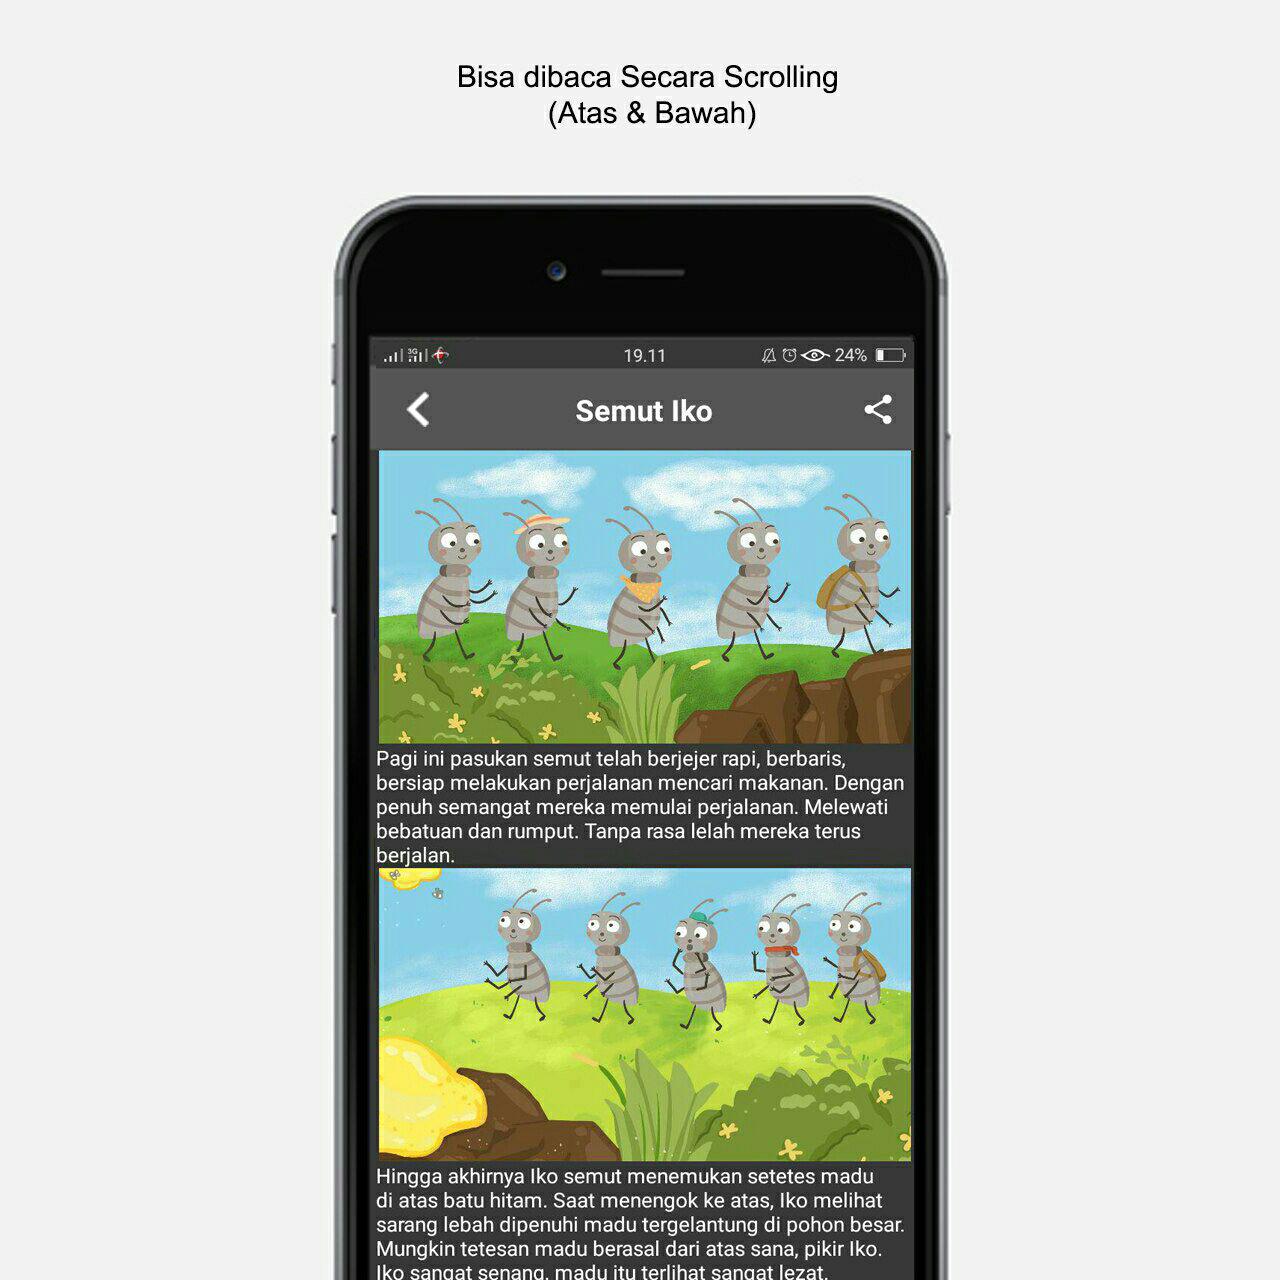 Bisa dibaca Secara Scrolling
(Atas & Bawah)
3G
19.11
24%
Semut Iko
Pagi ini pasukan semut telah berjejer rapi, berbaris,
bersiap melakukan perjalanan mencari makanan. Dengan
penuh semangat mereka memulai perjalanan. Melewati
bebatuan dan rumput. Tanpa rasa lelah mereka terus
berjalan.
Hingga akhirnya Iko semut menemukan setetes madu
di atas batu hitam. Saat menengok ke atas, Iko melihat
sarang lebah dipenuhi madu tergelantung di pohon besar.
Mungkin tetesan madu berasal dari atas sana, pikir Iko.
Iko sangat senang, madu itu terlihat sangat lezat.